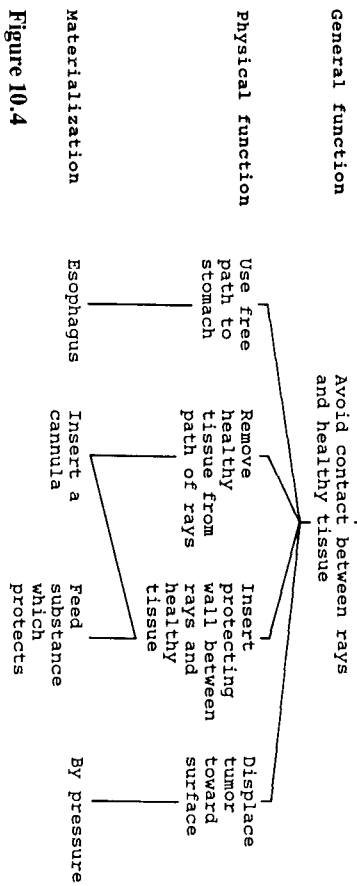 General function
Avoid contact between rays
and healthy tissue
Physical function
Use free
path to
stomach
Remove
healthy
tissue from
path of rays
Insert
protecting
wall between
rays and
healthy
tissue
Displace
tumor
toward
surface
Materialization
Esophagus
Insert a
cannula
Feed
substance
which
protects
By pressure
Figure 10.4